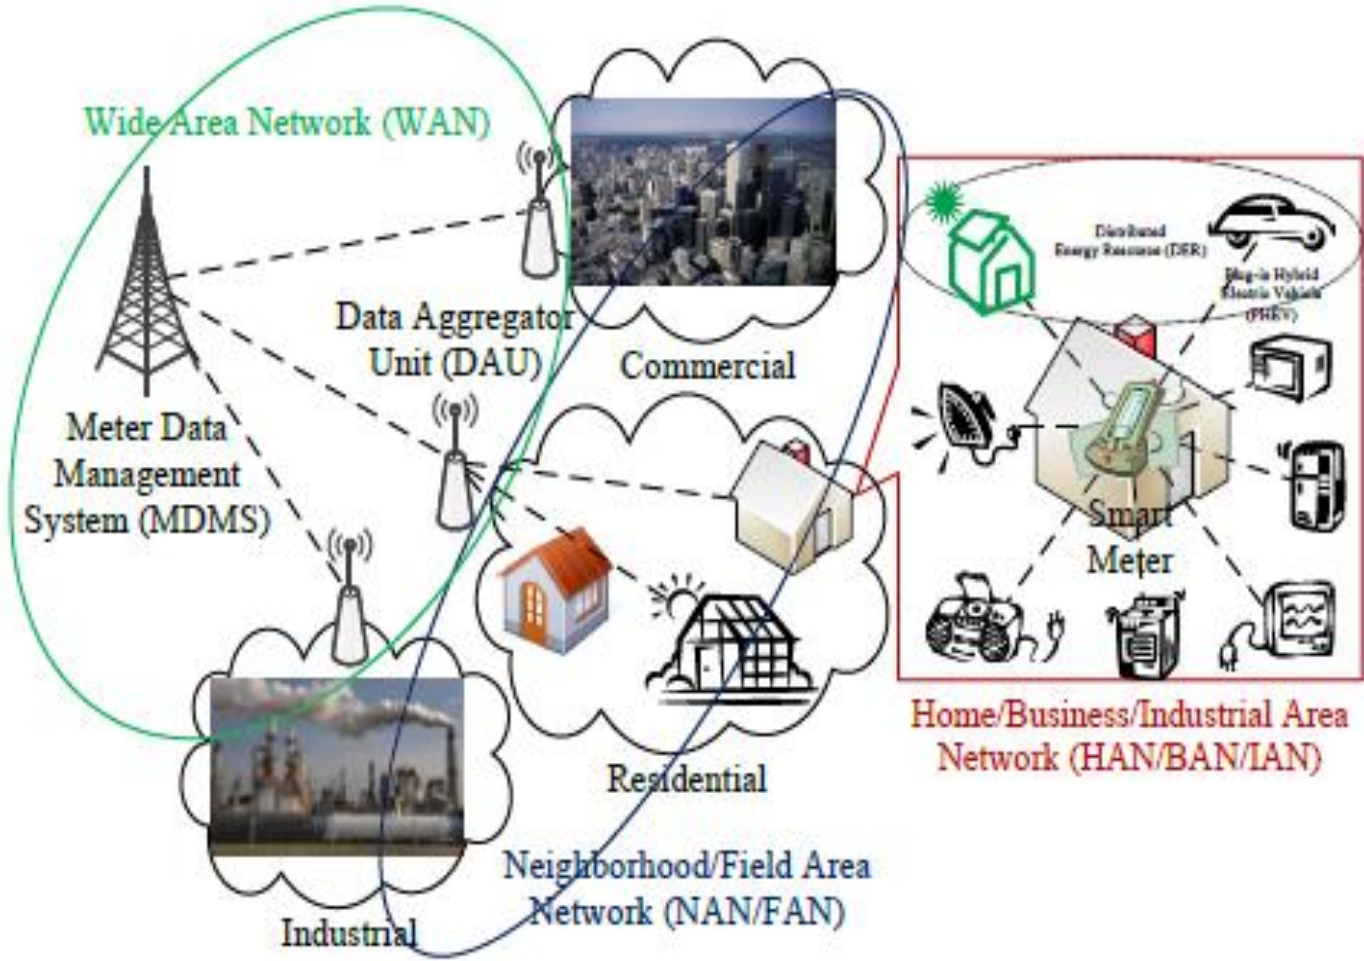 Wide Area Network (WAN)
Data Aggregator
Unit (DAU)
Commercial
Meter Data
Management
System (MDMS)
Distributed
Energy Resource (DER)
Plug-in Hybrid
Electric Vehicle
(PHEV)
Smart
Meter
Home/Business/Industrial Area
Network (HAN/BAN/IAN)
Residential
Neighborhood/Field Area
Network (NAN/FAN)
Industrial